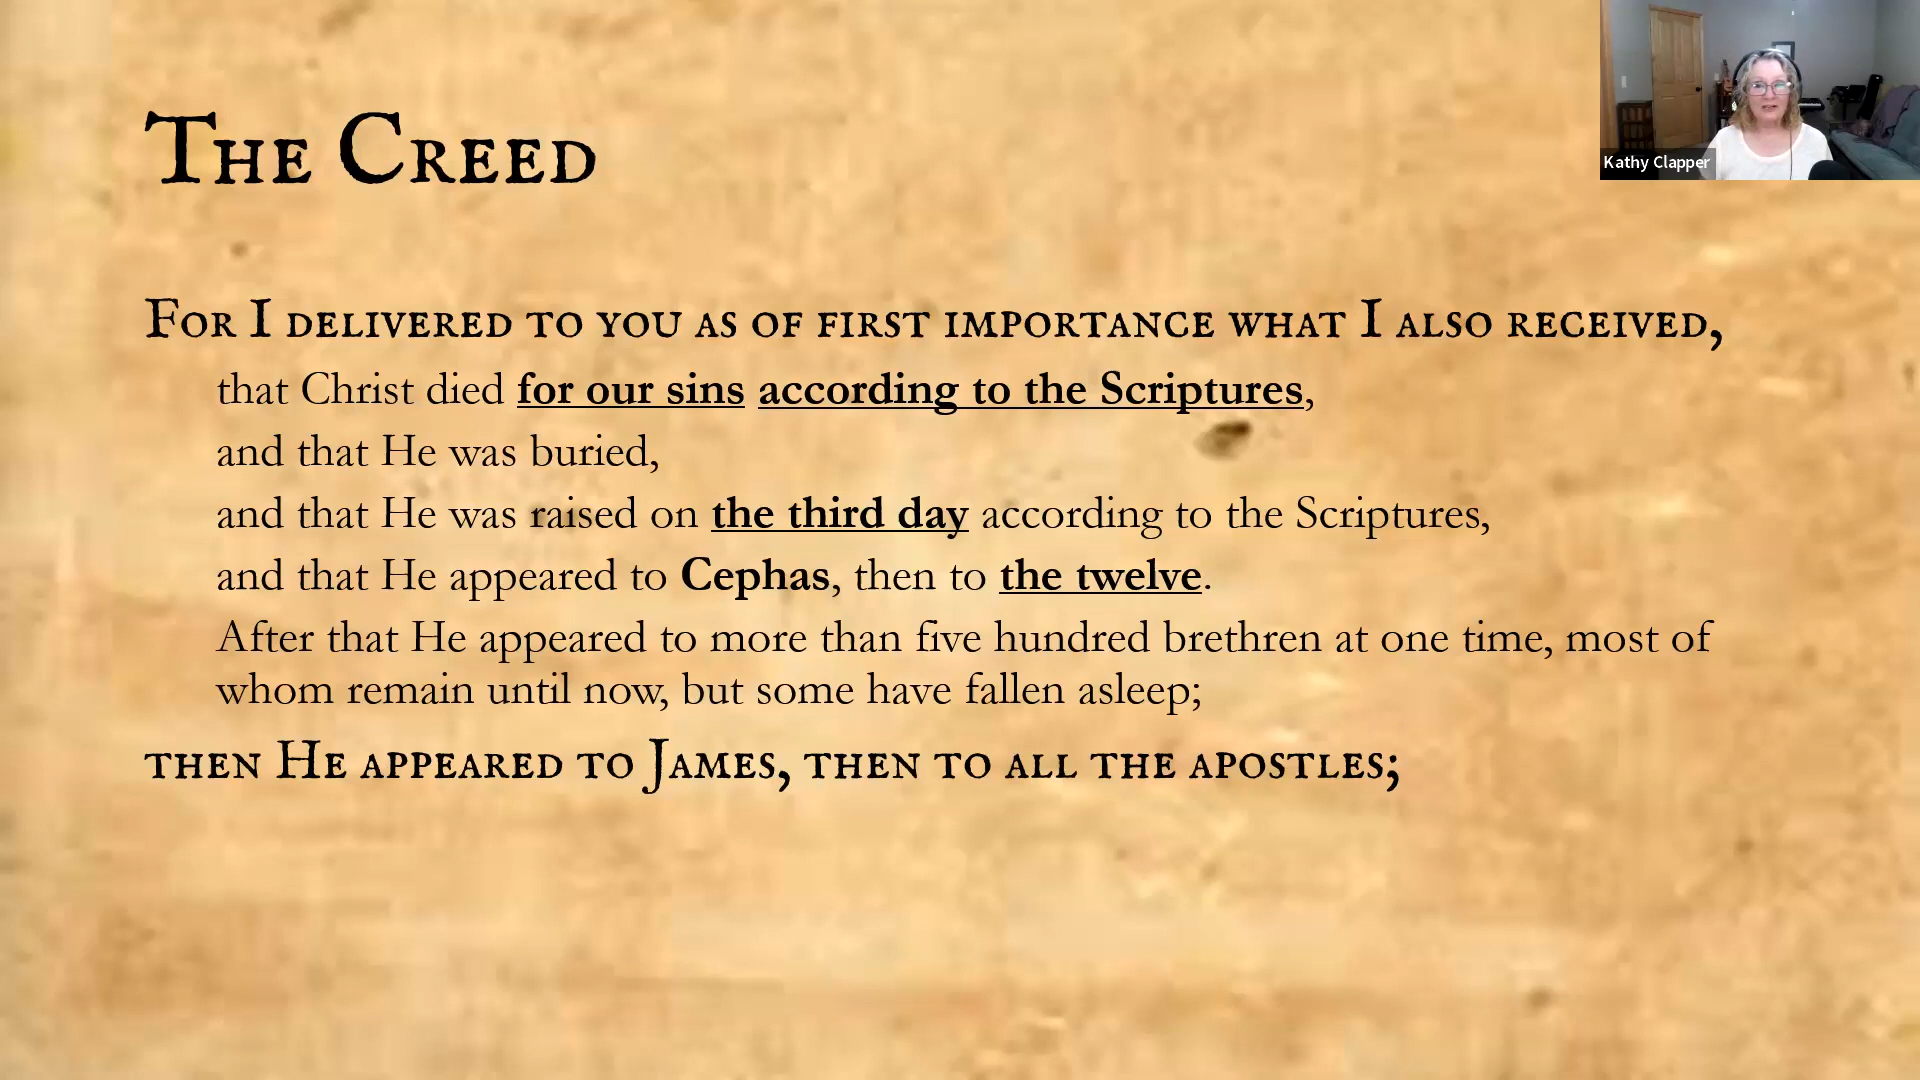 The Creed
Kathy Clapper
For I delivered to you as of first importance what I also received,
that Christ died for our sins according to the Scriptures,
and that He was buried,
and that He was raised on the third day according to the Scriptures,
and that He appeared to Cephas, then to the twelve.
After that He appeared to more than five hundred brethren at one time, most of
whom remain until now, but some have fallen asleep;
then He appeared to James, then to all the apostles;